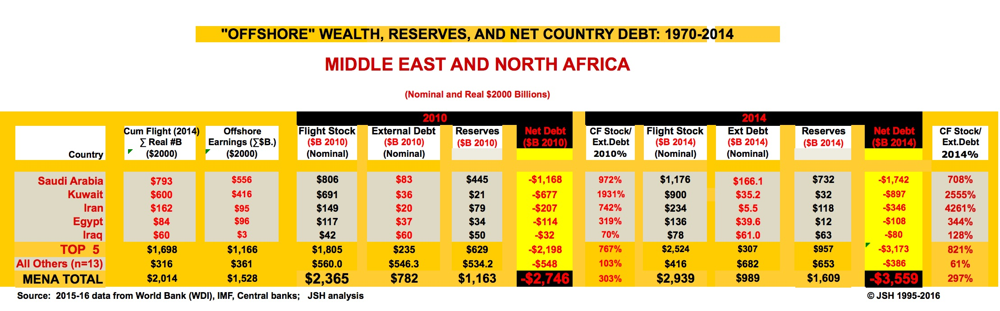 "OFFSHORE" WEALTH, RESERVES, AND NET COUNTRY DEBT: 1970-2014
MIDDLE EAST AND NORTH AFRICA
(Nominal and Real $2000 Billions)
2010 2014
Cum Flight (2014) Offshore Flight Stock External Debt Reserves Net Debt CF Stock/ Flight Stock Ext Debt Reserves Net Debt CF Stock/
∑ Real #B Earnings (∑$B.) ($B 2010) ($B 2010) ($B 2010) ($B 2010) Ext.Debt ($B 2014) ($B 2014) ($B 2014) ($B 2014) Ext.Debt
Country ($2000) ($2000) (Nominal) (Nominal) 2010% (Nominal) (Nominal) 2014%
Saudi Arabia $793 $556 $806 $83 $445 -$1,168 972% $1,176 $166.1 $732 -$1,742 708%
Kuwait $600 $416 $691 $36 $21 -$677 1931% $900 $35.2 $32 -$897 2555%
Iran $162 $95 $149 $20 $79 -$207 742% $234 $5.5 $118 -$346 4261%
Egypt $84 $96 $117 $37 $34 -$114 319% $136 $39.6 $12 -$108 344%
Iraq $60 $3 $42 $60 $50 -$32 70% $78 $61.0 $63 -$80 128%
TOP 5 $1,698 $1,166 $1,805 $235 $629 -$2,198 767% $2,524 $307 $957 -$3,173 821%
All Others (n=13) $316 $361 $560.0 $546.3 $534.2 -$548 103% $416 $682 $653 -$386 61%
MENA TOTAL $2,014 $1,528 $2,365 $782 $1,163 -$2,746 303% $2,939 $989 $1,609 -$3,559 297%
Source: 2015-16 data from World Bank (WDI), IMF, Central banks; JSH analysis © JSH 1995-2016